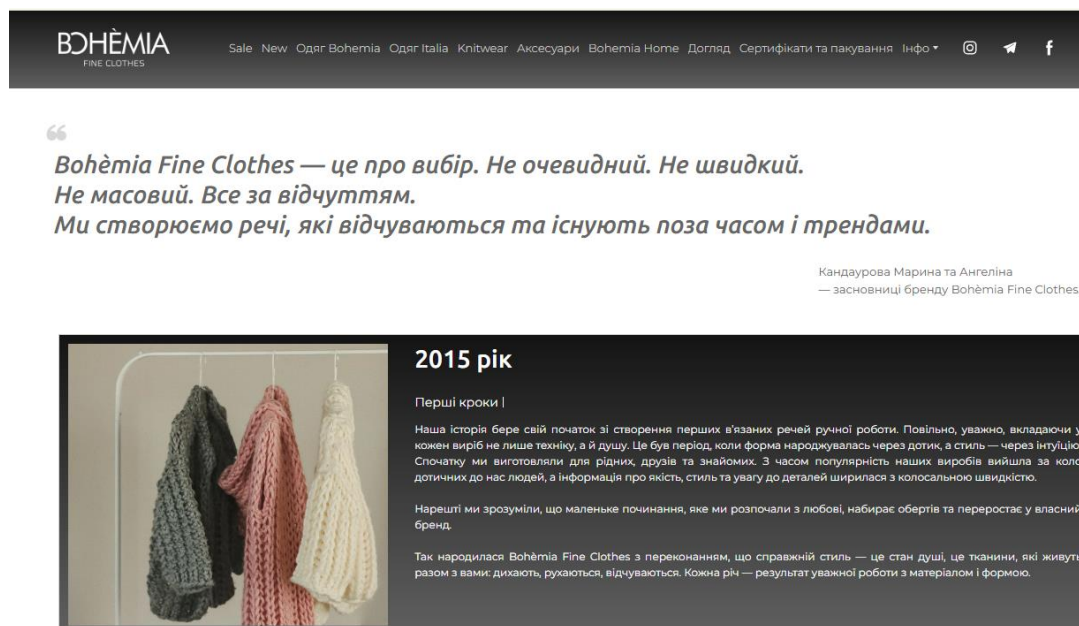 BOHÈMIA
FINE CLOTHES
Sale New Одяг Bohemia Одяг Italia Knitwear Аксесуари Bohemia Home Догляд Сертифікати та пакування Інфо
Bohèmia Fine Clothes — це про вибір. Не очевидний. Не швидкий.
Не масовий. Все за відчуттям.
Ми створюємо речі, які відчуваються та існують поза часом і трендами.
Кандаурова Марина та Ангеліна
— засновниці бренду Bohèmia Fine Clothes
2015 рік
Перші кроки |
Наша історія бере свій початок зі створення перших в'язаних речей ручної роботи. Повільно, уважно, вкладаючи у
кожен виріб не лише техніку, а й душу. Це був період, коли форма народжувалась через дотик, а стиль — через інтуїцію
Спочатку ми виготовляли для рідних, друзів та знайомих. З часом популярність наших виробів вийшла за коло
дотичних до нас людей, а інформація про якість, стиль та увагу до деталей ширилася з колосальною швидкістю.
Нарешті ми зрозуміли, що маленьке починання, яке ми розпочали з любові, набирає обертів та переростає у власний
бренд.
Так народилася Bohèmia Fine Clothes з переконанням, що справжній стиль — це стан душі, це тканини, які живуть
разом з вами: дихають, рухаються, відчуваються. Кожна річ — результат уважної роботи з матеріалом і формою.